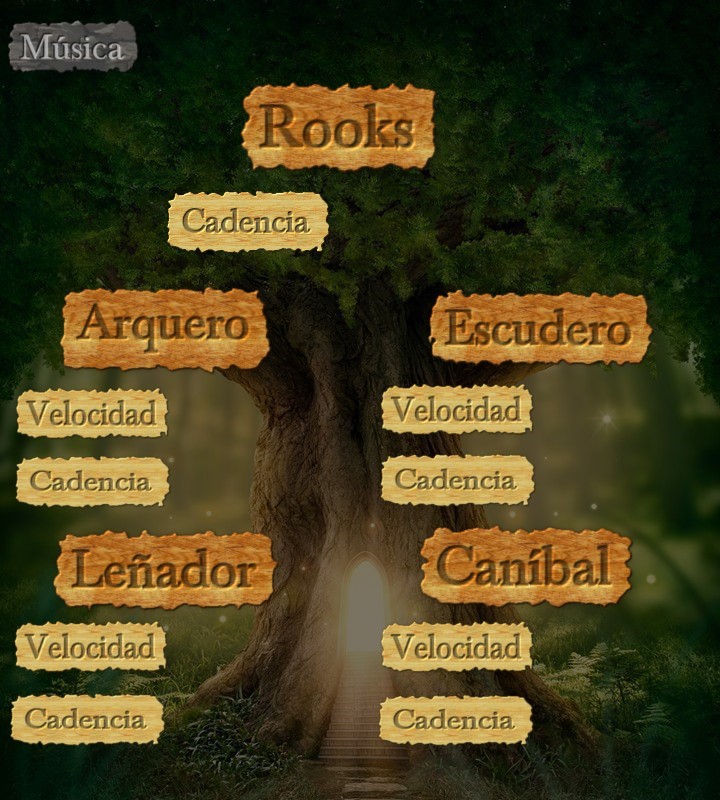 Música
Rooks
Cadencia
Arquero
Escudero
Velocidad
Velocidad
Cadencia
Cadencia
Leñador
Caníbal
Velocidad
Velocidad
Cadencia
Cadencia